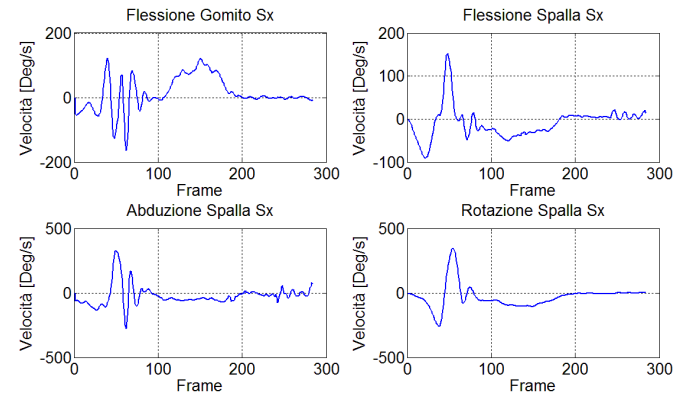 Flessione Gomito Sx
Velocità [Deg/s]
200
0
-200
0
100
200
300
Frame
Flessione Spalla Sx
Velocità [Deg/s]
200
100
0
-100
0
100
200
300
Frame
Abduzione Spalla Sx
Velocità [Deg/s]
500
0
-500
0
100
200
300
Frame
Rotazione Spalla Sx
Velocità [Deg/s]
500
0
-500
0
100
200
300
Frame